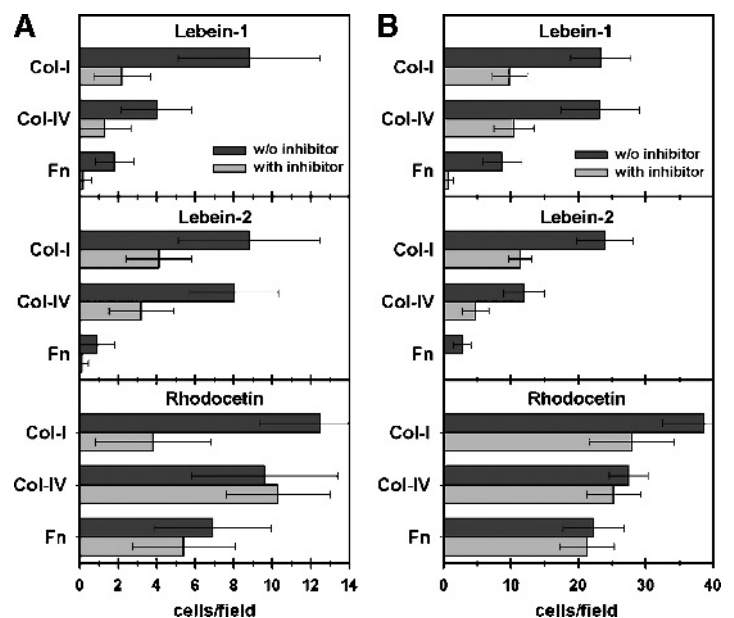 A
Lebein-1
Col-I
Col-IV
Fn
w/o inhibitor
with inhibitor
Lebein-2
Col-I
Col-IV
Fn
Rhodocetin
Col-I
Col-IV
Fn
0 2 4 6 8 10 12 14
cells/field
B
Lebein-1
Col-I
Col-IV
Fn
w/o inhibitor
with inhibitor
Lebein-2
Col-I
Col-IV
Fn
Rhodocetin
Col-I
Col-IV
Fn
0 10 20 30 40
cells/field